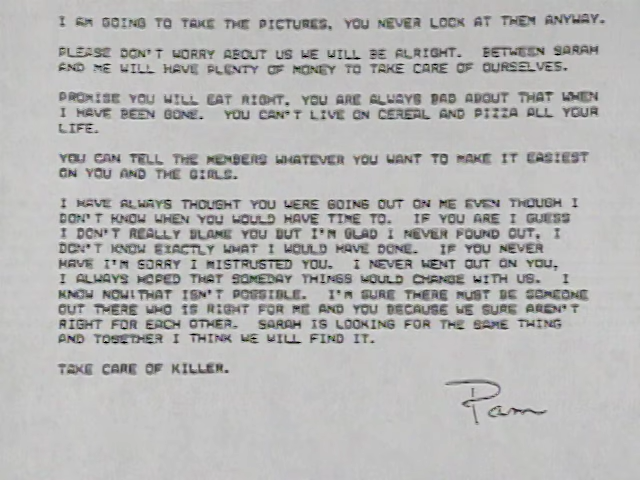 I AM GOING TO TAKE THE PICTURES, YOU NEVER LOOK AT THEM ANYWAY.
PLEASE DON'T WORRY ABOUT US WE WILL BE ALRIGHT. BETWEEN SARAH
AND ME WILL HAVE PLENTY OF MONEY TO TAKE CARE OF OURSELVES.
PROMISE YOU WILL EAT RIGHT, YOU ARE ALWAYS BAD ABOUT THAT WHEN
I HAVE BEEN GONE. YOU CAN'T LIVE ON CEREAL AND PIZZA ALL YOUR
LIFE.
YOU CAN TELL THE MEMBERS WHATEVER YOU WANT TO MAKE IT EASIEST
ON YOU AND THE GIRLS.
I HAVE ALWAYS THOUGHT YOU WERE GOING OUT ON ME EVEN THOUGH I
DON'T KNOW WHEN YOU WOULD HAVE TIME TO. IF YOU ARE I GUESS
I DON'T REALLY BLAME YOU BUT I'M GLAD I NEVER FOUND OUT, I
DON'T KNOW EXACTLY WHAT I WOULD HAVE DONE. IF YOU NEVER
HAVE I'M SORRY I MISTRUSTED YOU. I NEVER WENT OUT ON YOU,
I ALWAYS HOPED THAT SOMEDAY THINGS WOULD CHANGE WITH US. I
KNOW NOW THAT ISN'T POSSIBLE. I'M SURE THERE MUST BE SOMEONE
OUT THERE WHO IS RIGHT FOR ME AND YOU BECAUSE WE SURE AREN'T
RIGHT FOR EACH OTHER. SARAH IS LOOKING FOR THE SAME THING
AND TOGETHER I THINK WE WILL FIND IT.
TAKE CARE OF KILLER.
Pam